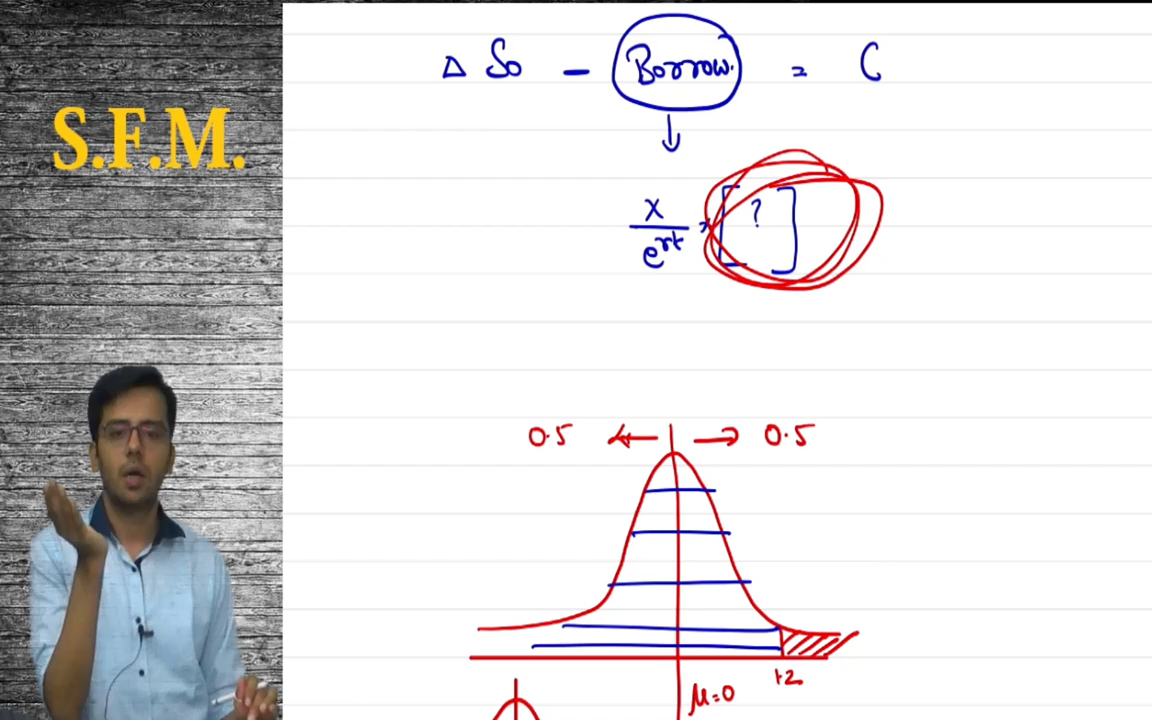 S.F.M.
Δ So - Borrow. = C
x
e^rt × [ ? ]
0.5 ← → 0.5
+2
μ=0